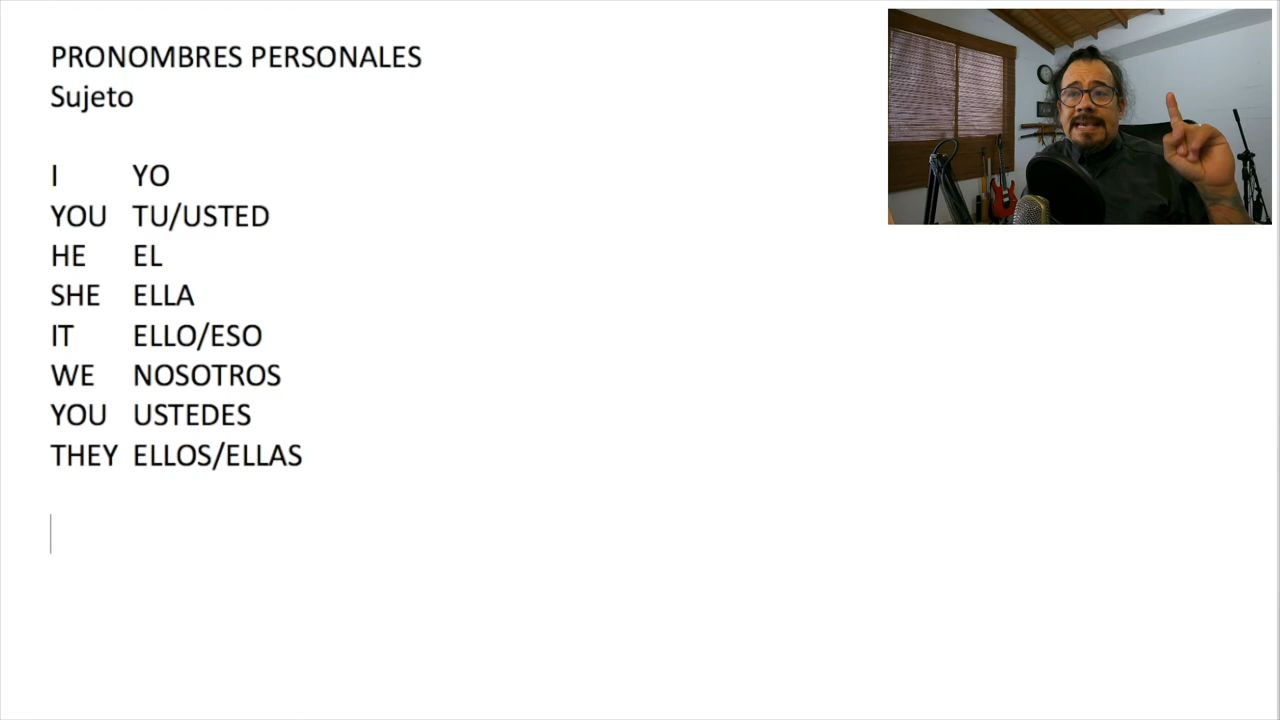 PRONOMBRES PERSONALES
Sujeto
I YO
YOU TU/USTED
HE EL
SHE ELLA
IT ELLO/ESO
WE NOSOTROS
YOU USTEDES
THEY ELLOS/ELLAS